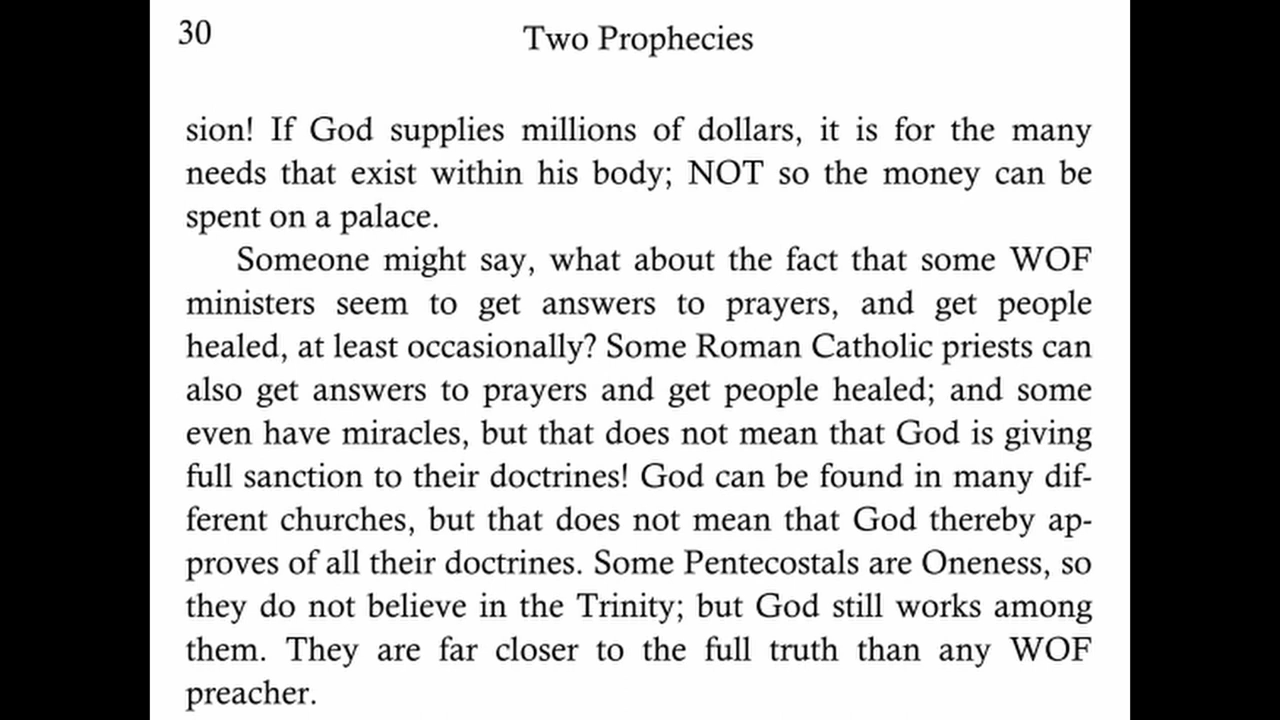 30
Two Prophecies
sion! If God supplies millions of dollars, it is for the many
needs that exist within his body; NOT so the money can be
spent on a palace.
Someone might say, what about the fact that some WOF
ministers seem to get answers to prayers, and get people
healed, at least occasionally? Some Roman Catholic priests can
also get answers to prayers and get people healed; and some
even have miracles, but that does not mean that God is giving
full sanction to their doctrines! God can be found in many dif-
ferent churches, but that does not mean that God thereby ap-
proves of all their doctrines. Some Pentecostals are Oneness, so
they do not believe in the Trinity; but God still works among
them. They are far closer to the full truth than any WOF
preacher.